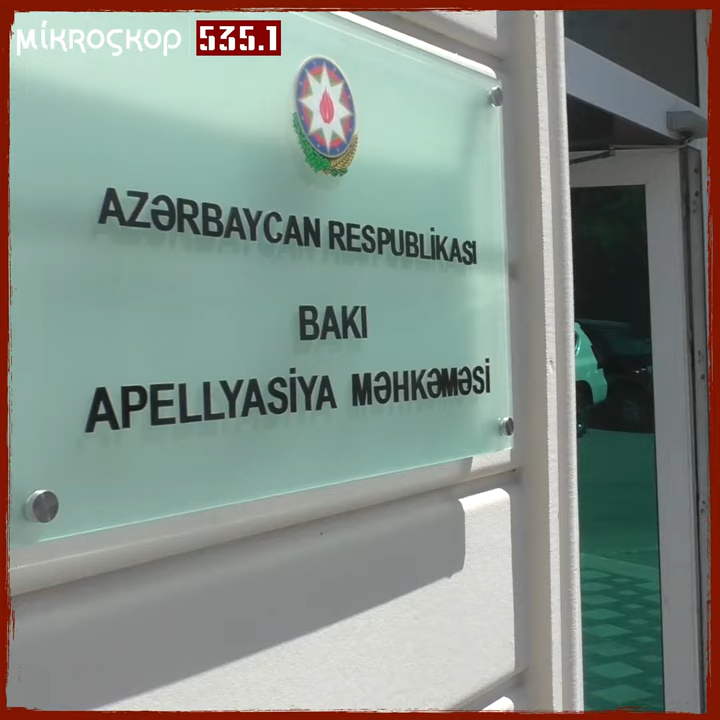 MİKROSKOP 535.1
AZƏRBAYCAN RESPUBLİKASI
BAKI
APELLYASİYA MƏHKƏMƏSİ